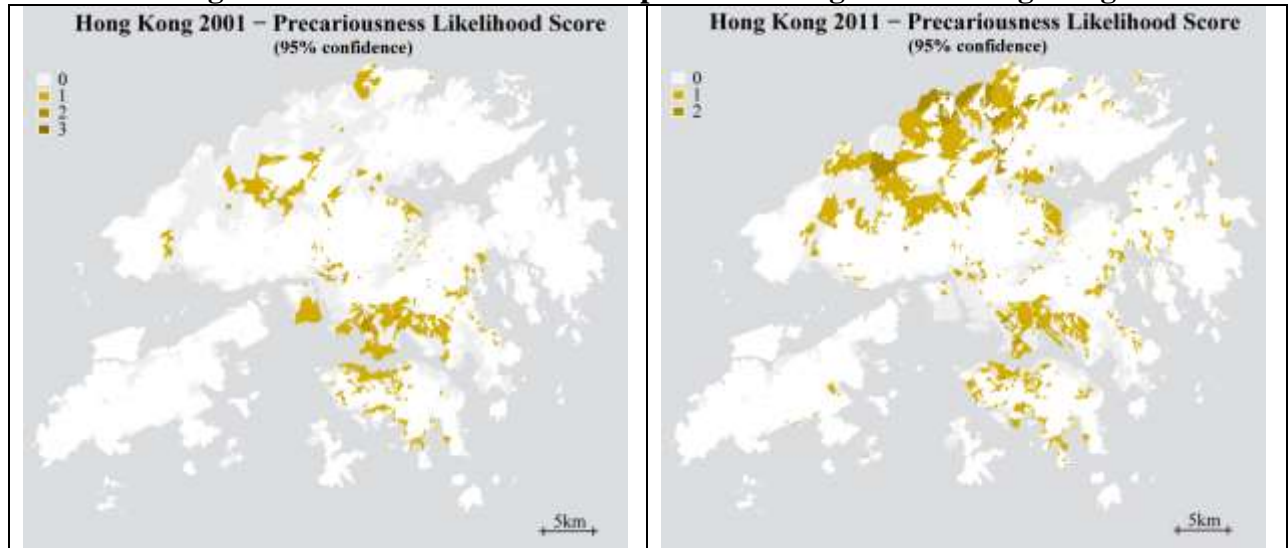 Hong Kong 2001 − Precariousness Likelihood Score
(95% confidence)
0
1
2
3
5km
Hong Kong 2011 − Precariousness Likelihood Score
(95% confidence)
0
1
2
5km